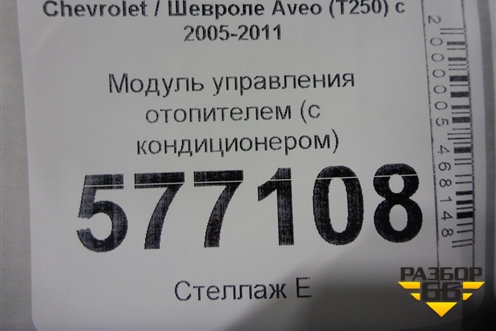 Chevrolet / Шевроле Aveo (T250) с
2005-2011
Модуль управления
отопителем (с
кондиционером)
577108
Стеллаж Е
2000005468148
РАЗБОР
66